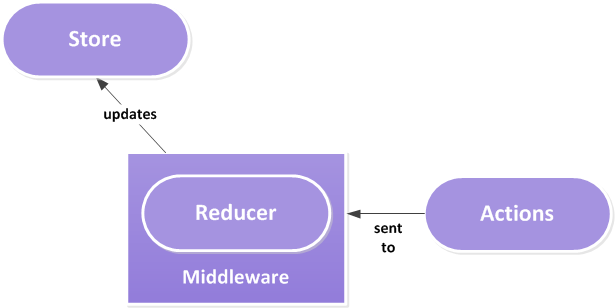 Store
updates
Reducer
Middleware
Actions
sent
to